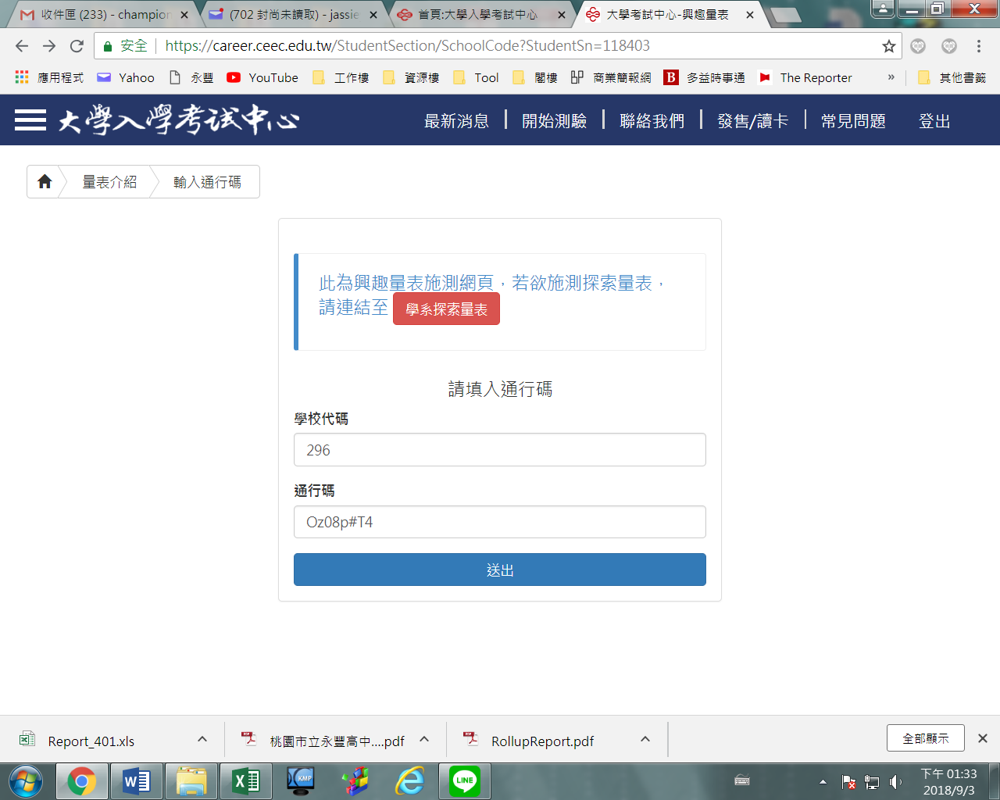 收件匣 (233) - champion
(702 封尚未讀取) - jassie
首頁:大學入學考試中心
大學考試中心-興趣量表
安全
https://career.ceec.edu.tw/StudentSection/SchoolCode?StudentSn=118403
應用程式
Yahoo
永豐
YouTube
工作樓
資源樓
Tool
閣樓
商業簡報網
B
多益時事通
The Reporter
»
其他書籤
大學入學考试中心
最新消息
開始測驗
聯絡我們
發售/讀卡
常見問題
登出
量表介紹
輸入通行碼
此為興趣量表施測網頁，若欲施測探索量表，
請連結至 學系探索量表
請填入通行碼
學校代碼
296
通行碼
Oz08p#T4
送出
Report_401.xls
桃園市立永豐高中....pdf
RollupReport.pdf
全部顯示
KMP
LINE
下午 01:33
2018/9/3